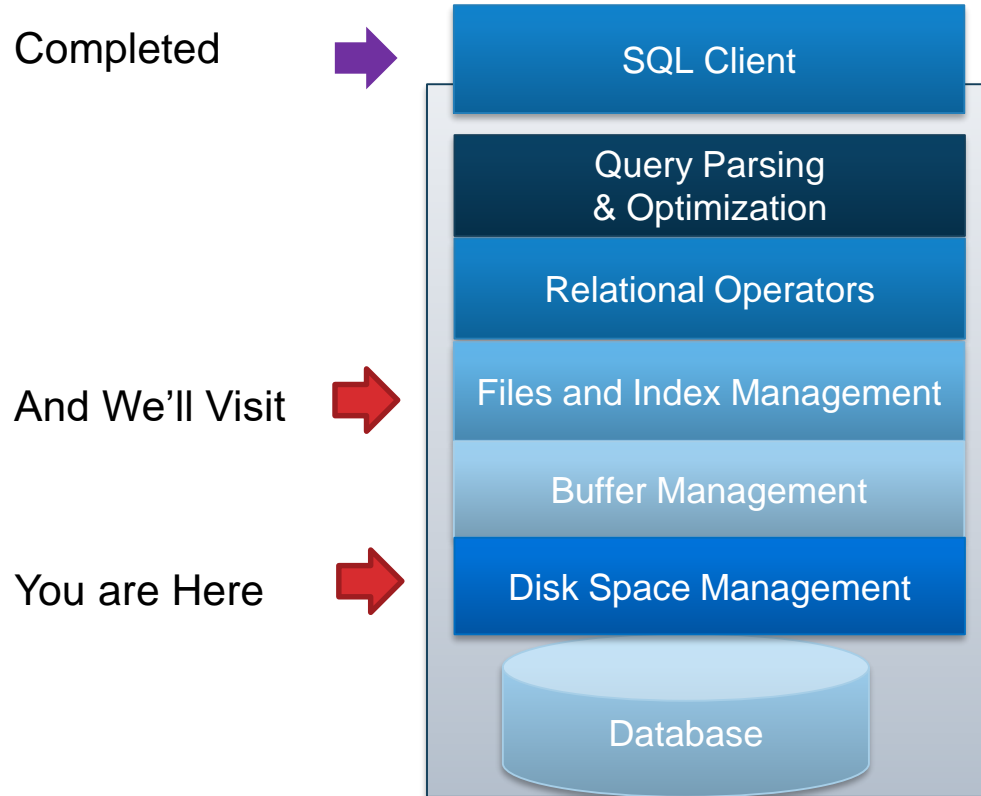 Completed
SQL Client
Query Parsing
& Optimization
Relational Operators
And We’ll Visit
Files and Index Management
Buffer Management
You are Here
Disk Space Management
Database